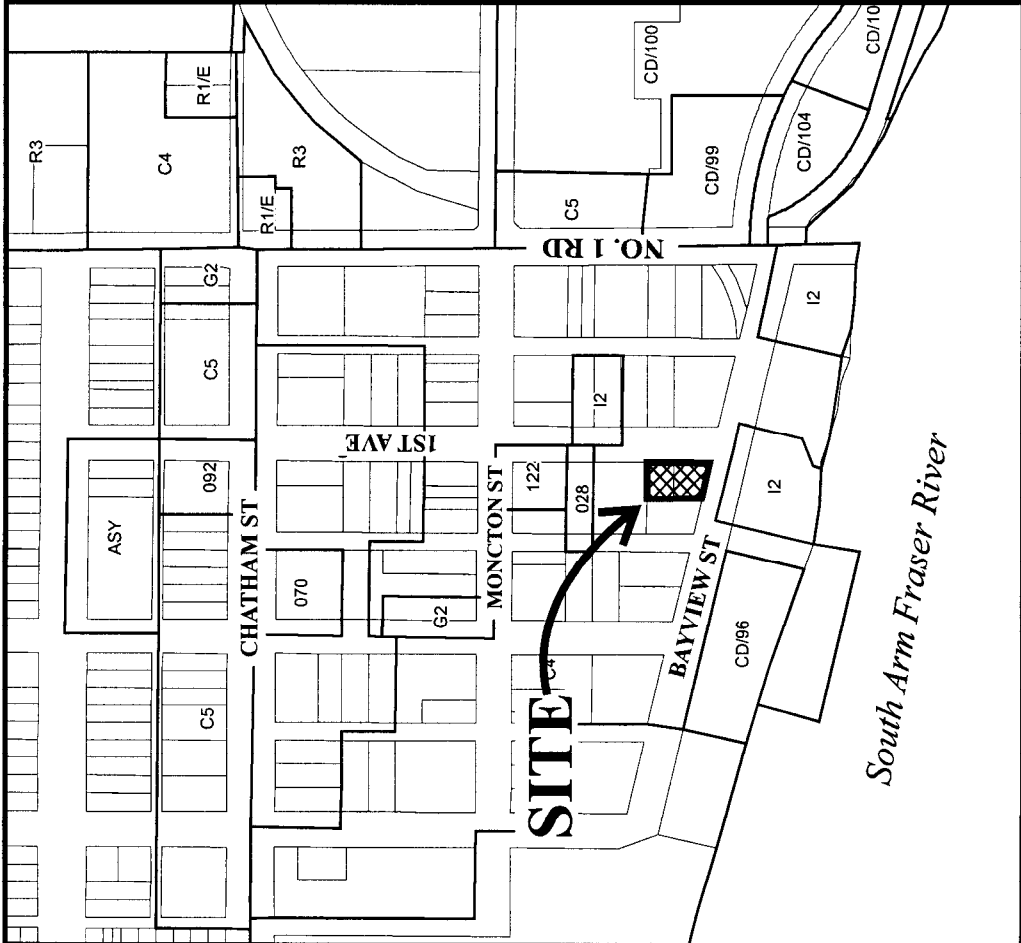 CD/100
CD/10
R3
R1/E
C4
R3
R1/E
C5
CD/99
CD/104
NO. 1 RD
G2
C5
I2
I2
1ST AVE
ASY
092
CHATHAM ST
MONCTON ST
122
028
I2
070
G2
BAYVIEW ST
CD/96
C5
C4
SITE
South Arm Fraser River